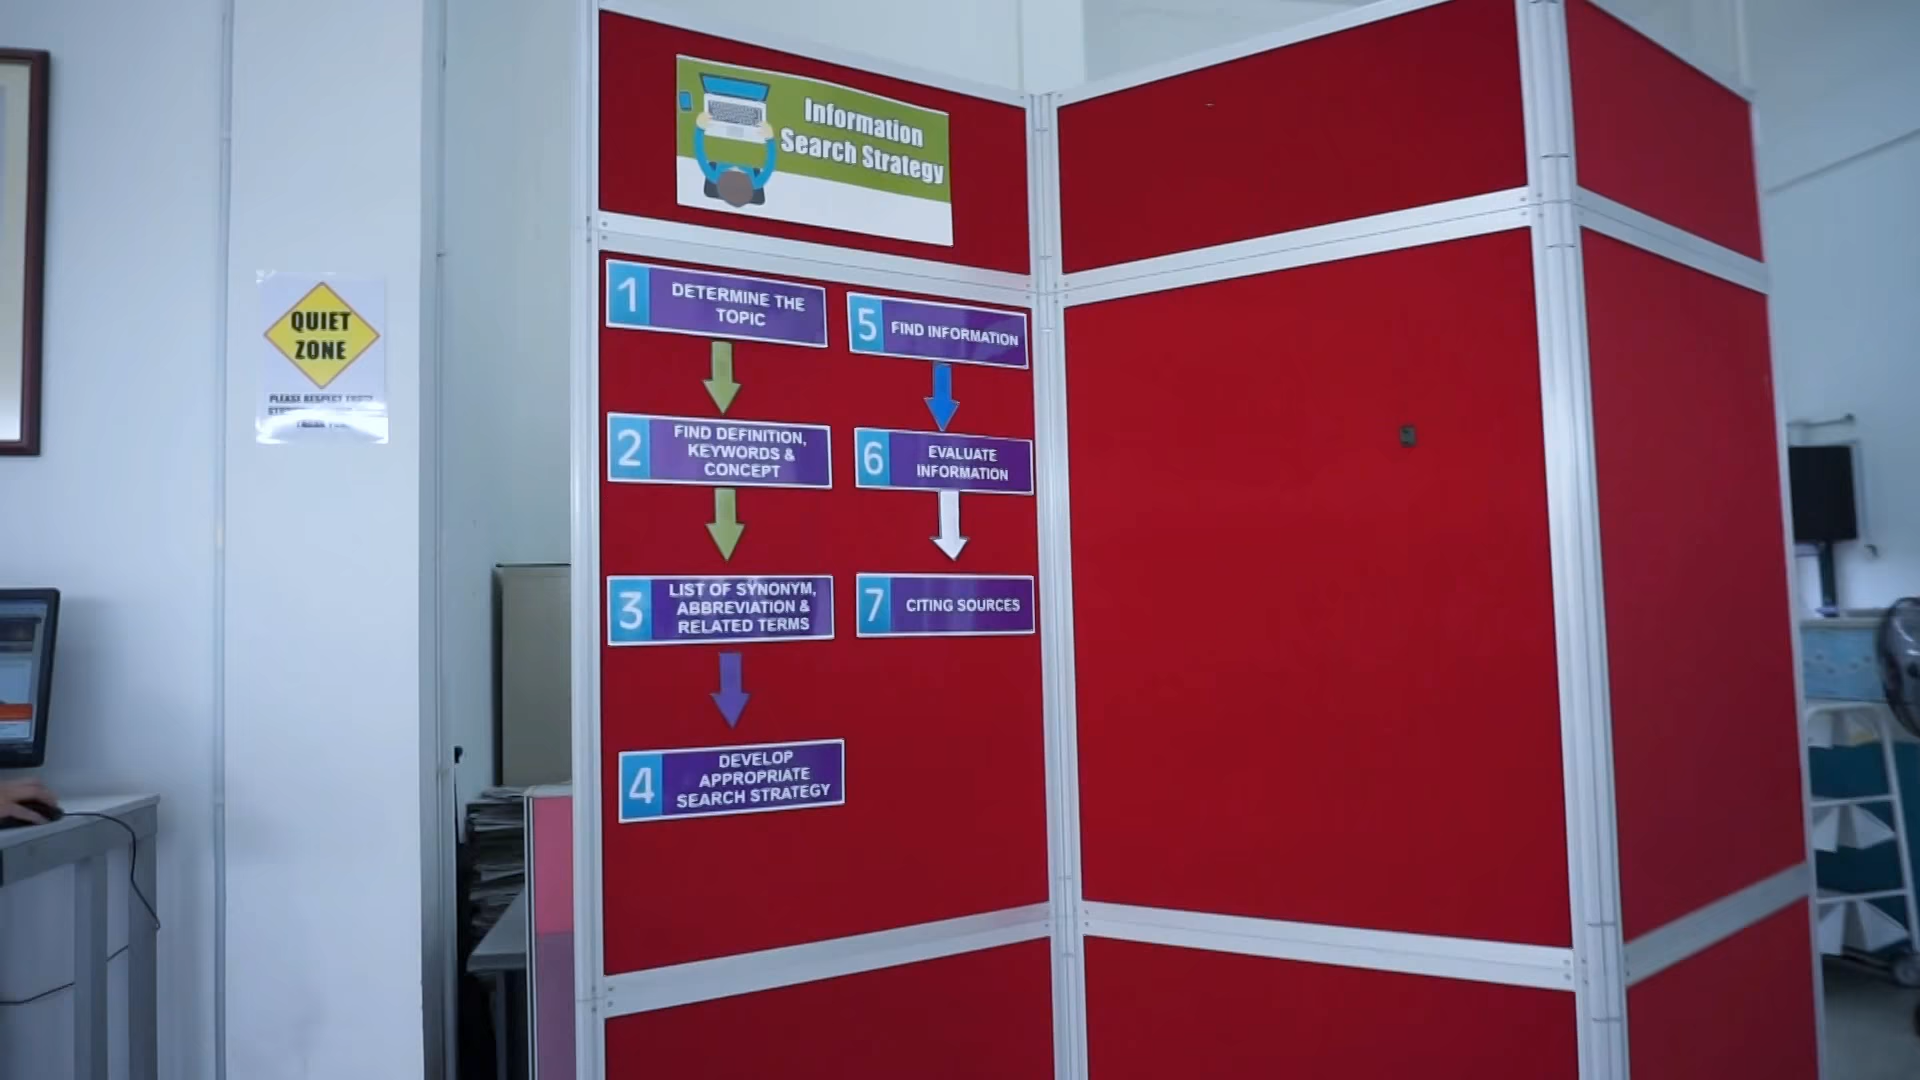 Information
Search Strategy
1
DETERMINE THE
TOPIC
2
FIND DEFINITION,
KEYWORDS &
CONCEPT
3
LIST OF SYNONYM,
ABBREVIATION &
RELATED TERMS
4
DEVELOP
APPROPRIATE
SEARCH STRATEGY
5
FIND INFORMATION
6
EVALUATE
INFORMATION
7
CITING SOURCES
QUIET
ZONE
PLEASE RESPECT